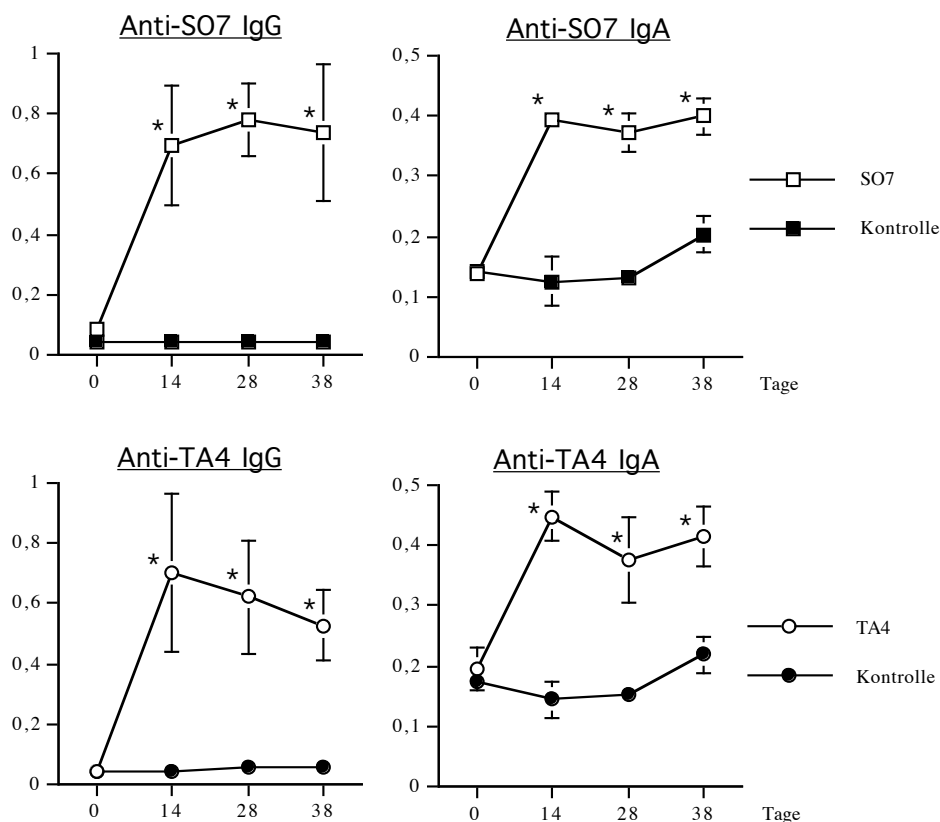 Anti-SO7 IgG
1
0,8
0,6
0,4
0,2
0
* * *
0 14 28 38
Anti-SO7 IgA
0,5
0,4
0,3
0,2
0,1
0
* * *
0 14 28 38 Tage
SO7
Kontrolle
Anti-TA4 IgG
1
0,8
0,6
0,4
0,2
0
* * *
0 14 28 38
Anti-TA4 IgA
0,5
0,4
0,3
0,2
0,1
0
* * *
0 14 28 38 Tage
TA4
Kontrolle